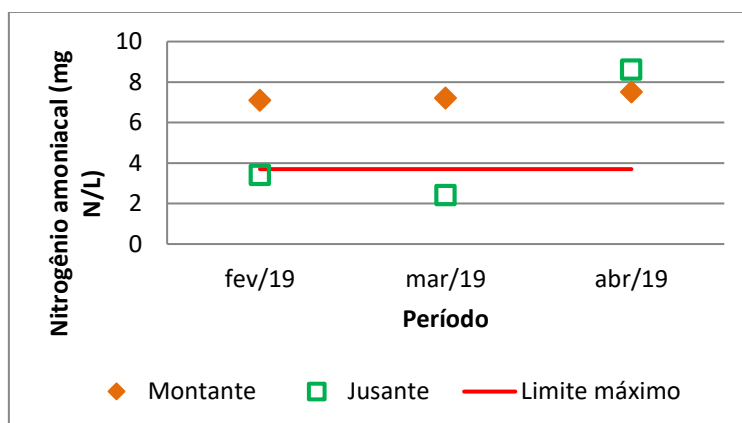 Nitrogênio amoniacal (mg
N/L)
10
8
6
4
2
0
fev/19 mar/19 abr/19
Período
Montante Jusante Limite máximo